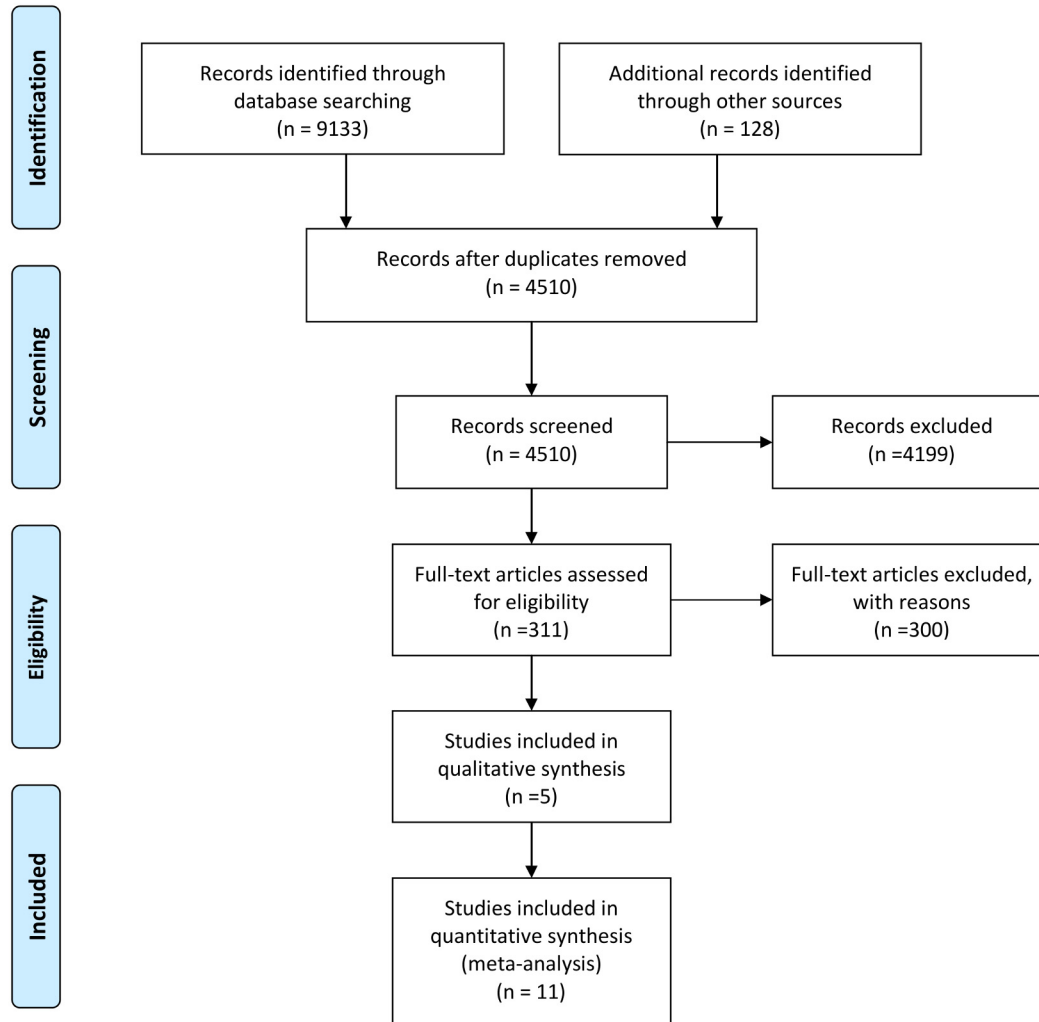 Identification
Records identified through
database searching
(n = 9133)
Additional records identified
through other sources
(n = 128)
Records after duplicates removed
(n = 4510)
Screening
Records screened
(n = 4510)
Records excluded
(n =4199)
Eligibility
Full-text articles assessed
for eligibility
(n =311)
Full-text articles excluded,
with reasons
(n =300)
Studies included in
qualitative synthesis
(n =5)
Included
Studies included in
quantitative synthesis
(meta-analysis)
(n = 11)